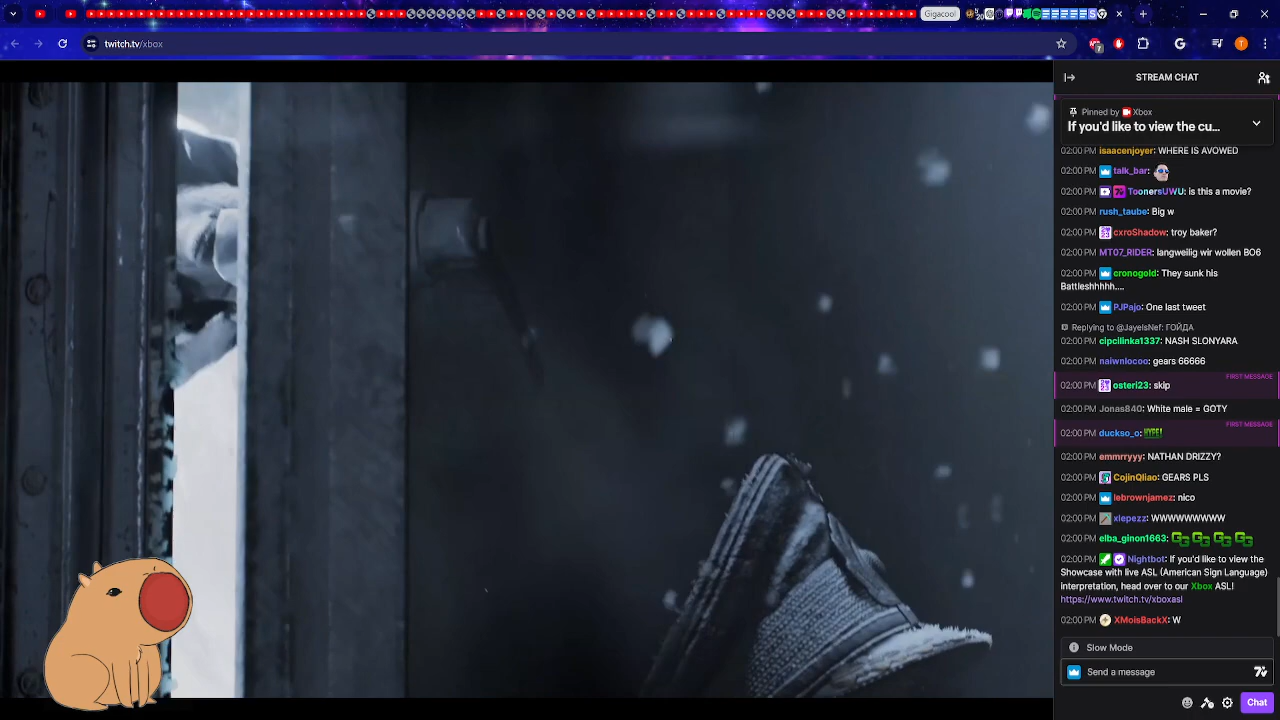 Gigacool
twitch.tv/xbox
STREAM CHAT
Pinned by Xbox
If you'd like to view the cu...
02:00 PM isaacenjoyer: WHERE IS AVOWED
02:00 PM talk_bar:
02:00 PM ToonersUWU: is this a movie?
02:00 PM rush_taube: Big w
02:00 PM cxroShadow: troy baker?
02:00 PM MT07_RIDER: langweilig wir wollen BO6
02:00 PM cronogold: They sunk his
Battleshhhh....
02:00 PM PJPajo: One last tweet
Replying to @JayelsNef: ГОЙДА
02:00 PM cipcilinka1337: NASH SLONYARA
02:00 PM naiwnlocoo: gears 66666
FIRST MESSAGE
02:00 PM osteri23: skip
02:00 PM Jonas840: White male = GOTY
FIRST MESSAGE
02:00 PM duckso_o: HYPE!
02:00 PM emmrryyy: NATHAN DRIZZY?
02:00 PM CojinQliao: GEARS PLS
02:00 PM lebrownjamez: nico
02:00 PM xlepezz: WWWWWWWWW
02:00 PM elba_ginon1663:
02:00 PM Nightbot: If you'd like to view the
Showcase with live ASL (American Sign Language)
interpretation, head over to our Xbox ASL!
https://www.twitch.tv/xboxasl
02:00 PM XMoisBackX: W
Slow Mode
Send a message
Chat